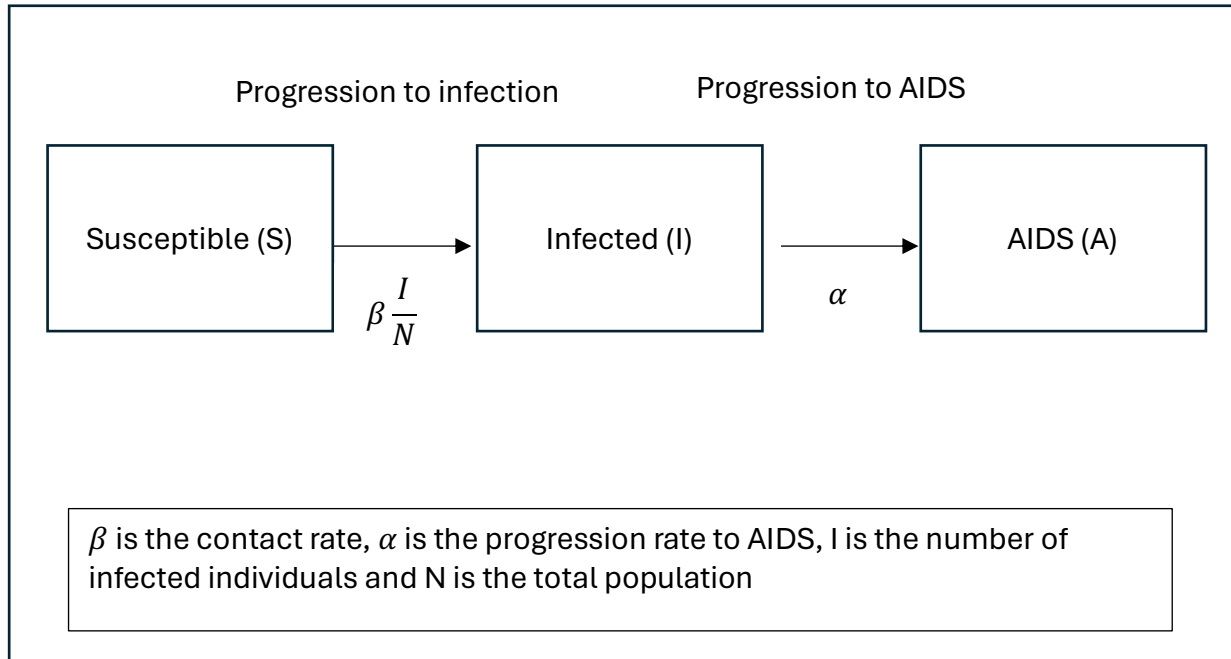 Progression to infection
Progression to AIDS
Susceptible (S)
Infected (I)
AIDS (A)
𝛽 𝐼/𝑁
𝛼
𝛽 is the contact rate, 𝛼 is the progression rate to AIDS, I is the number of
infected individuals and N is the total population